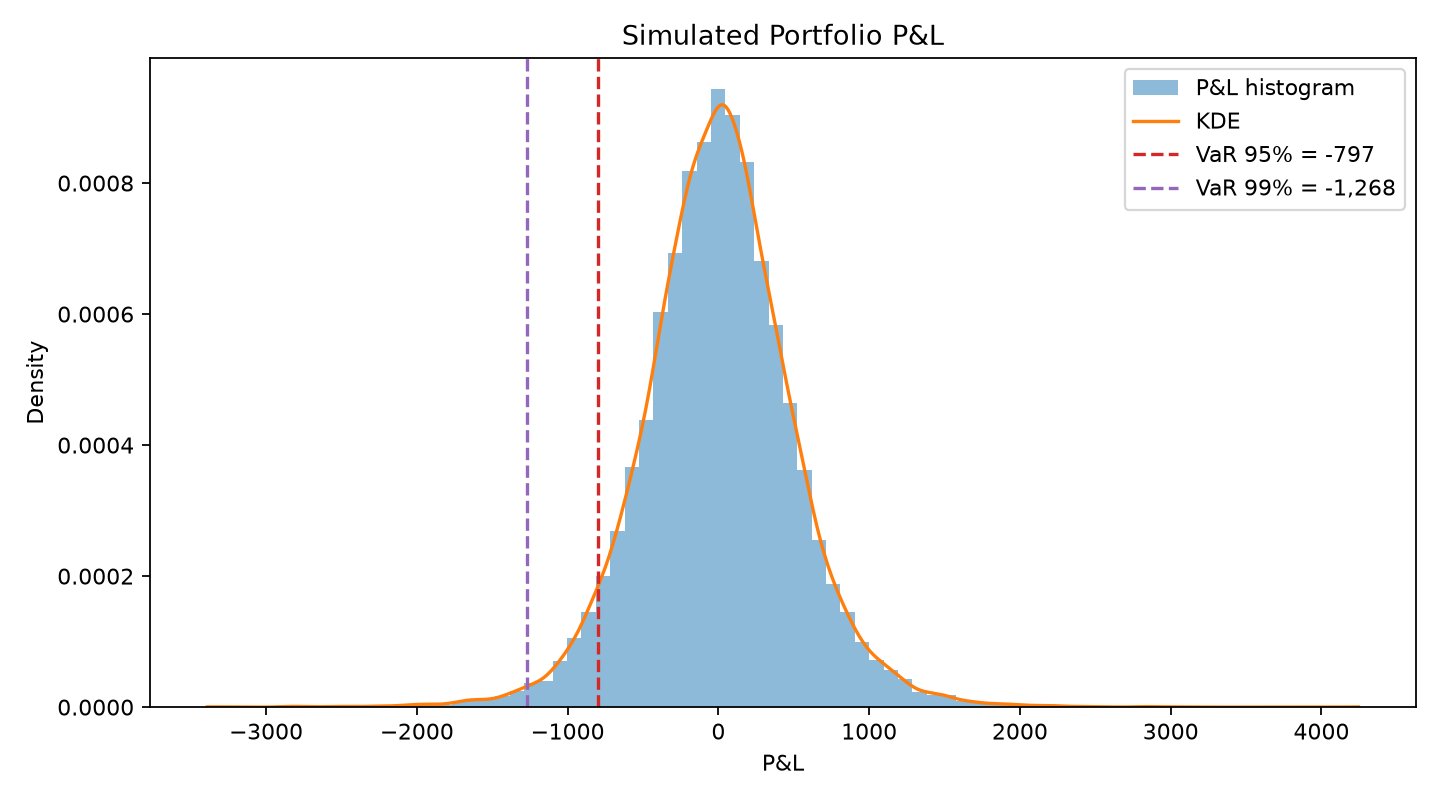 Simulated Portfolio P&L
P&L histogram
KDE
VaR 95% = -797
VaR 99% = -1,268
Density
0.0008
0.0006
0.0004
0.0002
0.0000
−3000
−2000
−1000
0
1000
2000
3000
4000
P&L